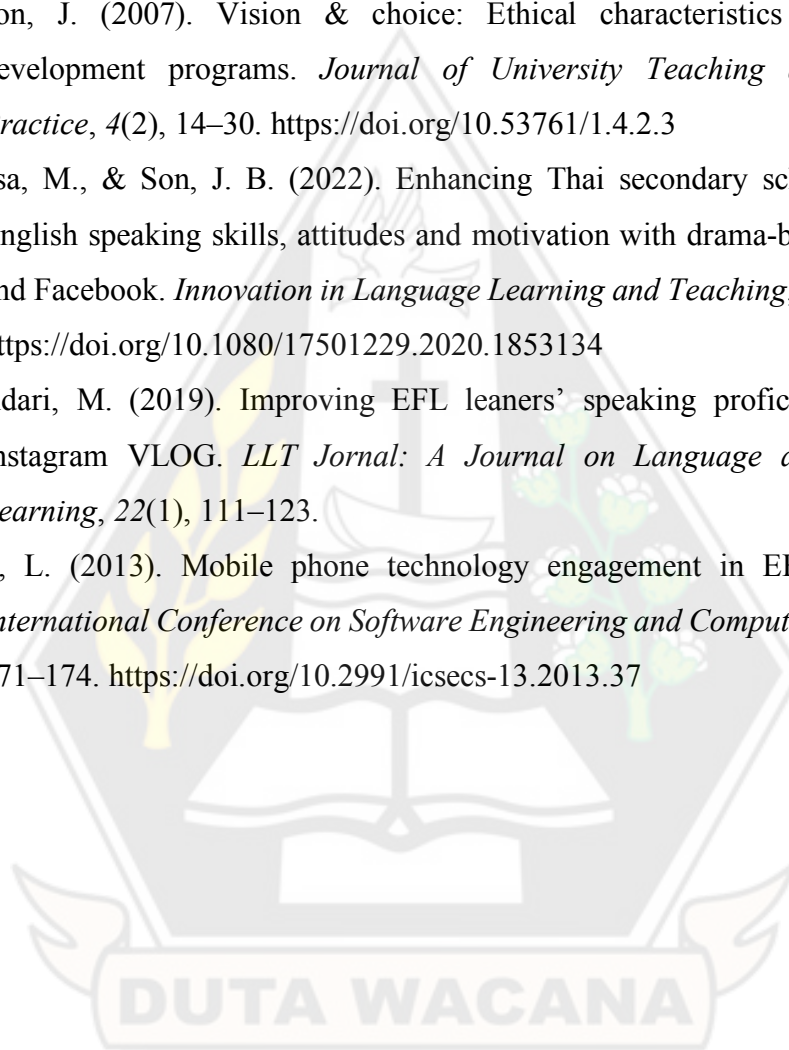 on, J. (2007). Vision & choice: Ethical characteristics
evelopment programs. Journal of University Teaching
ractice, 4(2), 14–30. https://doi.org/10.53761/1.4.2.3
sa, M., & Son, J. B. (2022). Enhancing Thai secondary
nglish speaking skills, attitudes and motivation with
nd Facebook. Innovation in Language Learning and Teaching,
ttps://doi.org/10.1080/17501229.2020.1853134
dari, M. (2019). Improving EFL leaners’ speaking
nstagram VLOG. LLT Jornal: A Journal on Language
earning, 22(1), 111–123.
, L. (2013). Mobile phone technology engagement in
nternational Conference on Software Engineering and
71–174. https://doi.org/10.2991/icsecs-13.2013.37
DUTA WACANA